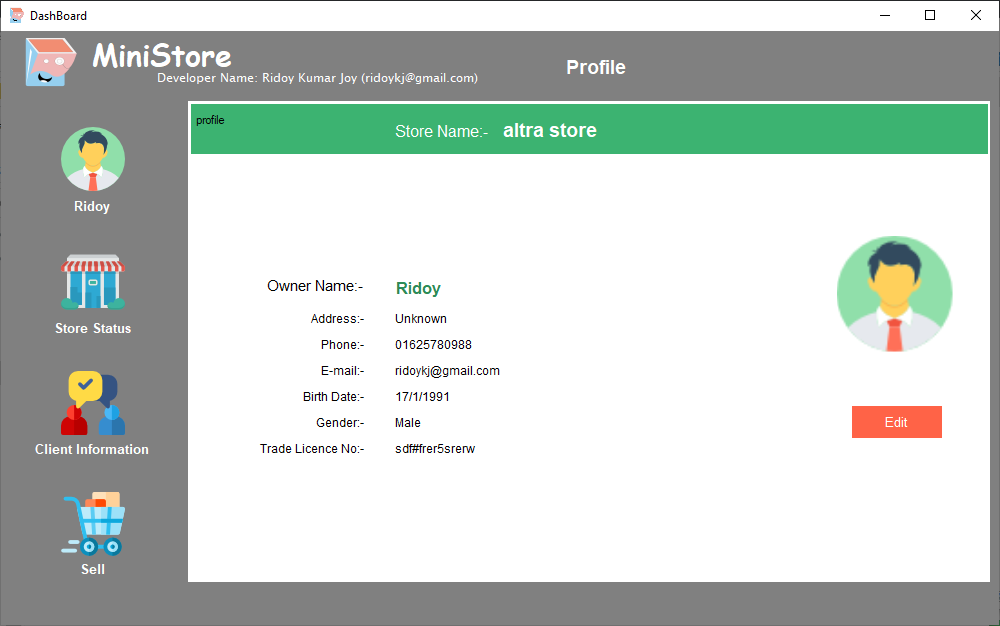 DashBoard
MiniStore
Developer Name: Ridoy Kumar Joy (ridoykj@gmail.com)
Profile
profile
Store Name:- altra store
Ridoy
Store Status
Client Information
Sell
Owner Name:- Ridoy
Address:- Unknown
Phone:- 01625780988
E-mail:- ridoykj@gmail.com
Birth Date:- 17/1/1991
Gender:- Male
Trade Licence No:- sdf#frer5srerw
Edit